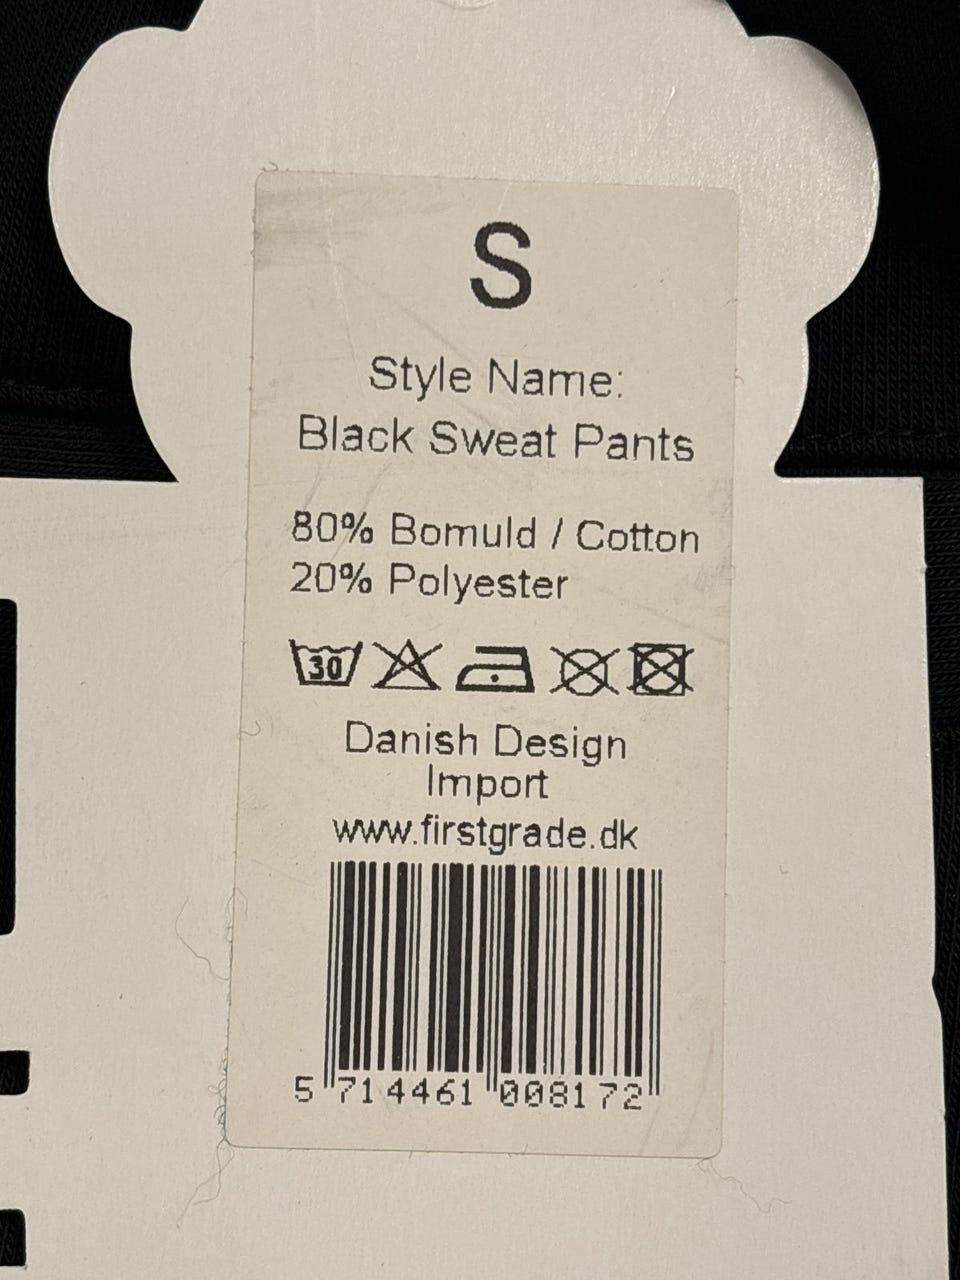 S
Style Name:
Black Sweat Pants
80% Bomuld / Cotton
20% Polyester
30
Danish Design
Import
www.firstgrade.dk
5 714461 008172